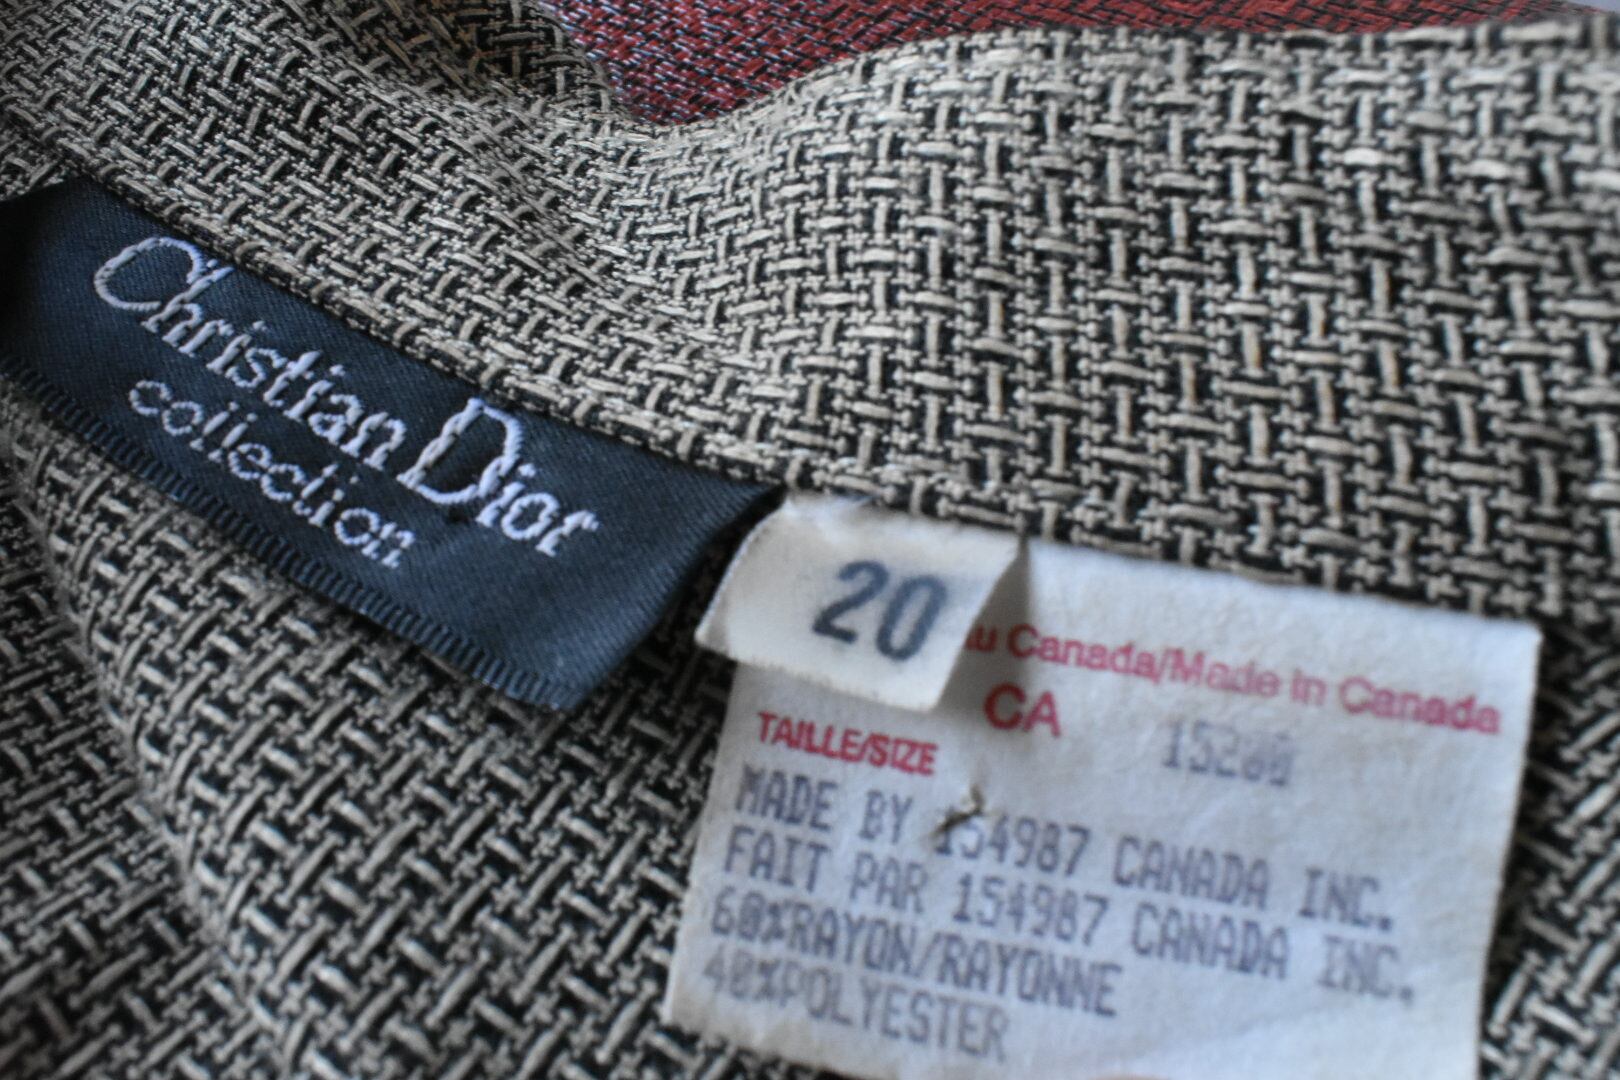 Christian Dior
collection
20
au Canada/Made in Canada
CA
TAILLE/SIZE
MADE BY 154987 CANADA INC.
FAIT PAR 154987 CANADA INC.
60%RAYON/RAYONNE
40%POLYESTER